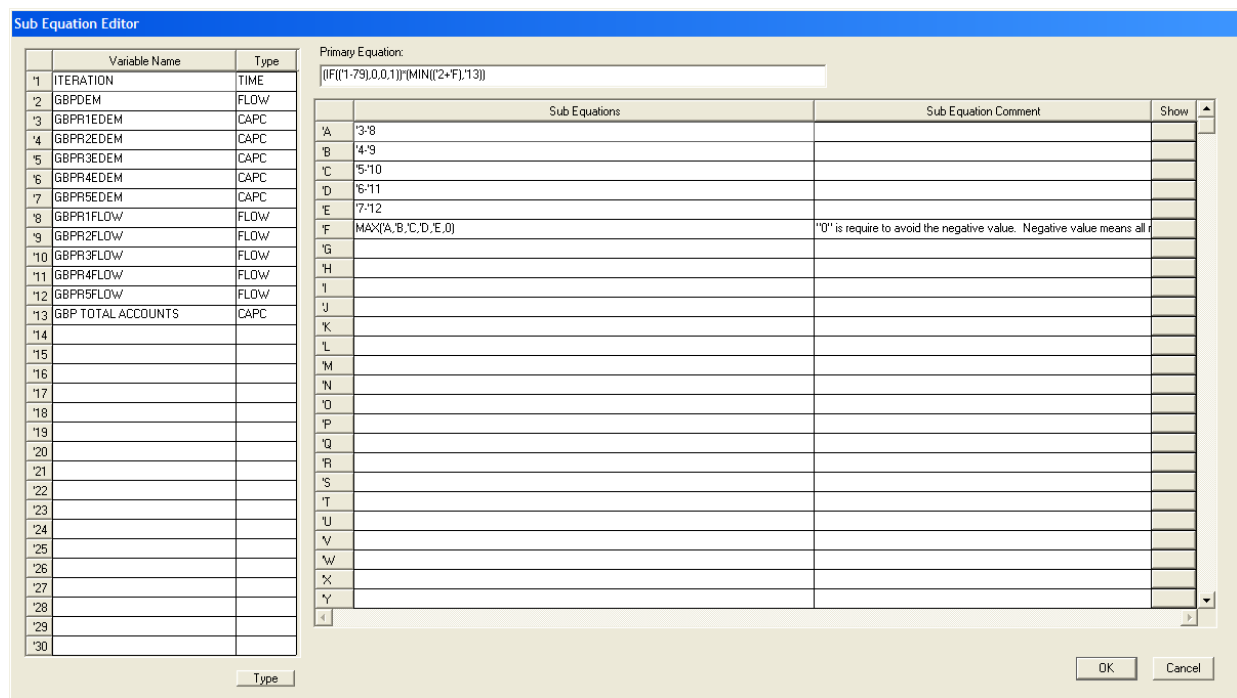 Sub Equation Editor
Variable Name Type
'1 ITERATION TIME
'2 GBPDEM FLOW
'3 GBPR1EDEM CAPC
'4 GBPR2EDEM CAPC
'5 GBPR3EDEM CAPC
'6 GBPR4EDEM CAPC
'7 GBPR5EDEM CAPC
'8 GBPR1FLOW FLOW
'9 GBPR2FLOW FLOW
'10 GBPR3FLOW FLOW
'11 GBPR4FLOW FLOW
'12 GBPR5FLOW FLOW
'13 GBP TOTAL ACCOUNTS CAPC
'14
'15
'16
'17
'18
'19
'20
'21
'22
'23
'24
'25
'26
'27
'28
'29
'30
Type
Primary Equation:
(IF(('1-79),0,0,1))*(MIN(('2+'F),'13))
Sub Equations Sub Equation Comment Show
'A '3-'8
'B '4-'9
'C '5-'10
'D '6-'11
'E '7-'12
'F MAX('A,'B,'C,'D,'E,0) "0" is require to avoid the negative value. Negative value means all
'G
'H
'I
'J
'K
'L
'M
'N
'O
'P
'Q
'R
'S
'T
'U
'V
'W
'X
'Y
OK Cancel